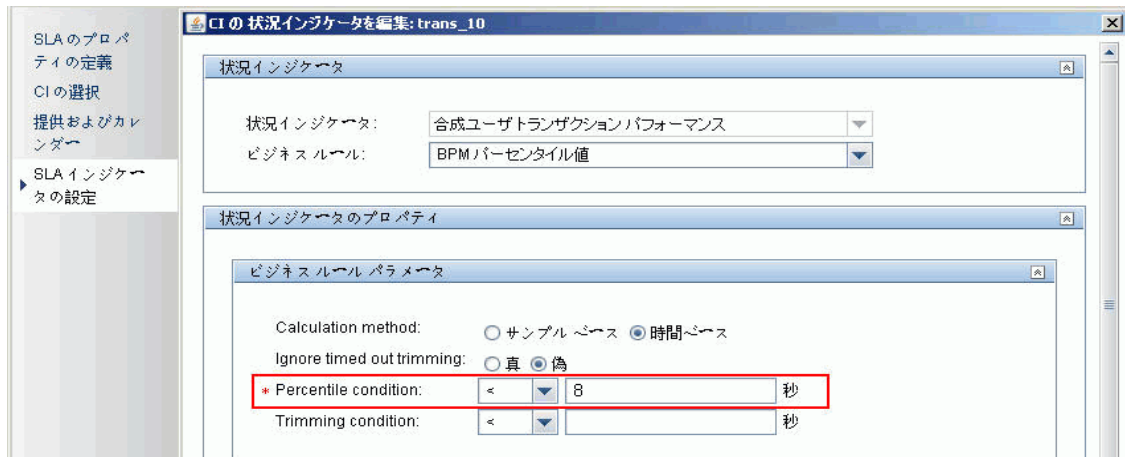 SLA のプロパ
ティの定義
CI の選択
提供およびカレ
ンダー
SLA インジケー
タの設定
CI の 状況インジケータを編集: trans_10
状況インジケータ
状況インジケータ:
合成ユーザ トランザクション パフォーマンス
ビジネス ルール:
BPM パーセンタイル値
状況インジケータのプロパティ
ビジネス ルール パラメータ
Calculation method:
サンプル ベース 時間ベース
Ignore timed out trimming:
真 偽
* Percentile condition: < 8 秒
Trimming condition: < 秒